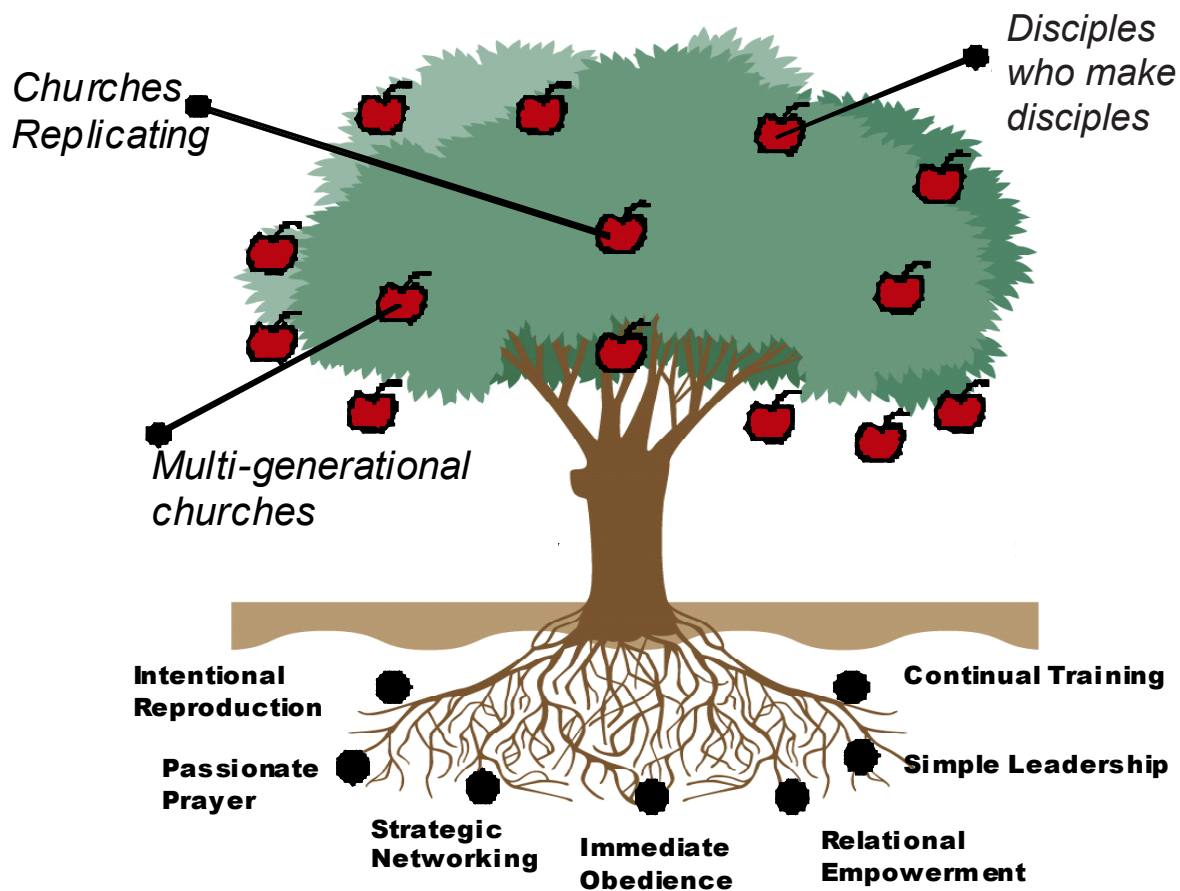 Churches
Replicating
Disciples
who make
disciples
Multi-generational
churches
Intentional
Reproduction
Continual Training
Passionate
Prayer
Simple Leadership
Strategic
Networking
Immediate
Obedience
Relational
Empowerment